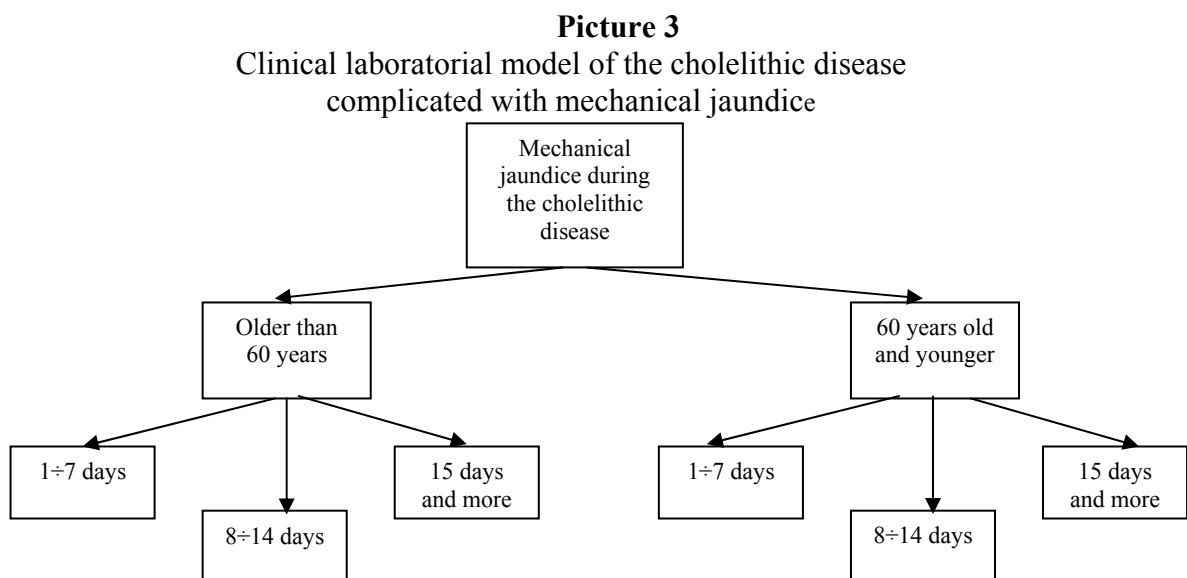 Picture 3
Clinical laboratorial model of the cholelithic disease
complicated with mechanical jaundice
Mechanical
jaundice during
the cholelithic
disease
Older than
60 years
60 years old
and younger
1÷7 days
8÷14 days
15 days
and more
1÷7 days
8÷14 days
15 days
and more